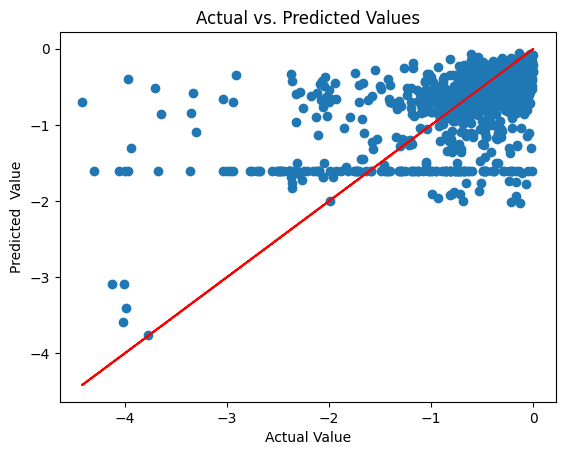 Actual vs. Predicted Values
0
−1
−2
−3
−4
Predicted  Value
−4 −3 −2 −1 0
Actual Value